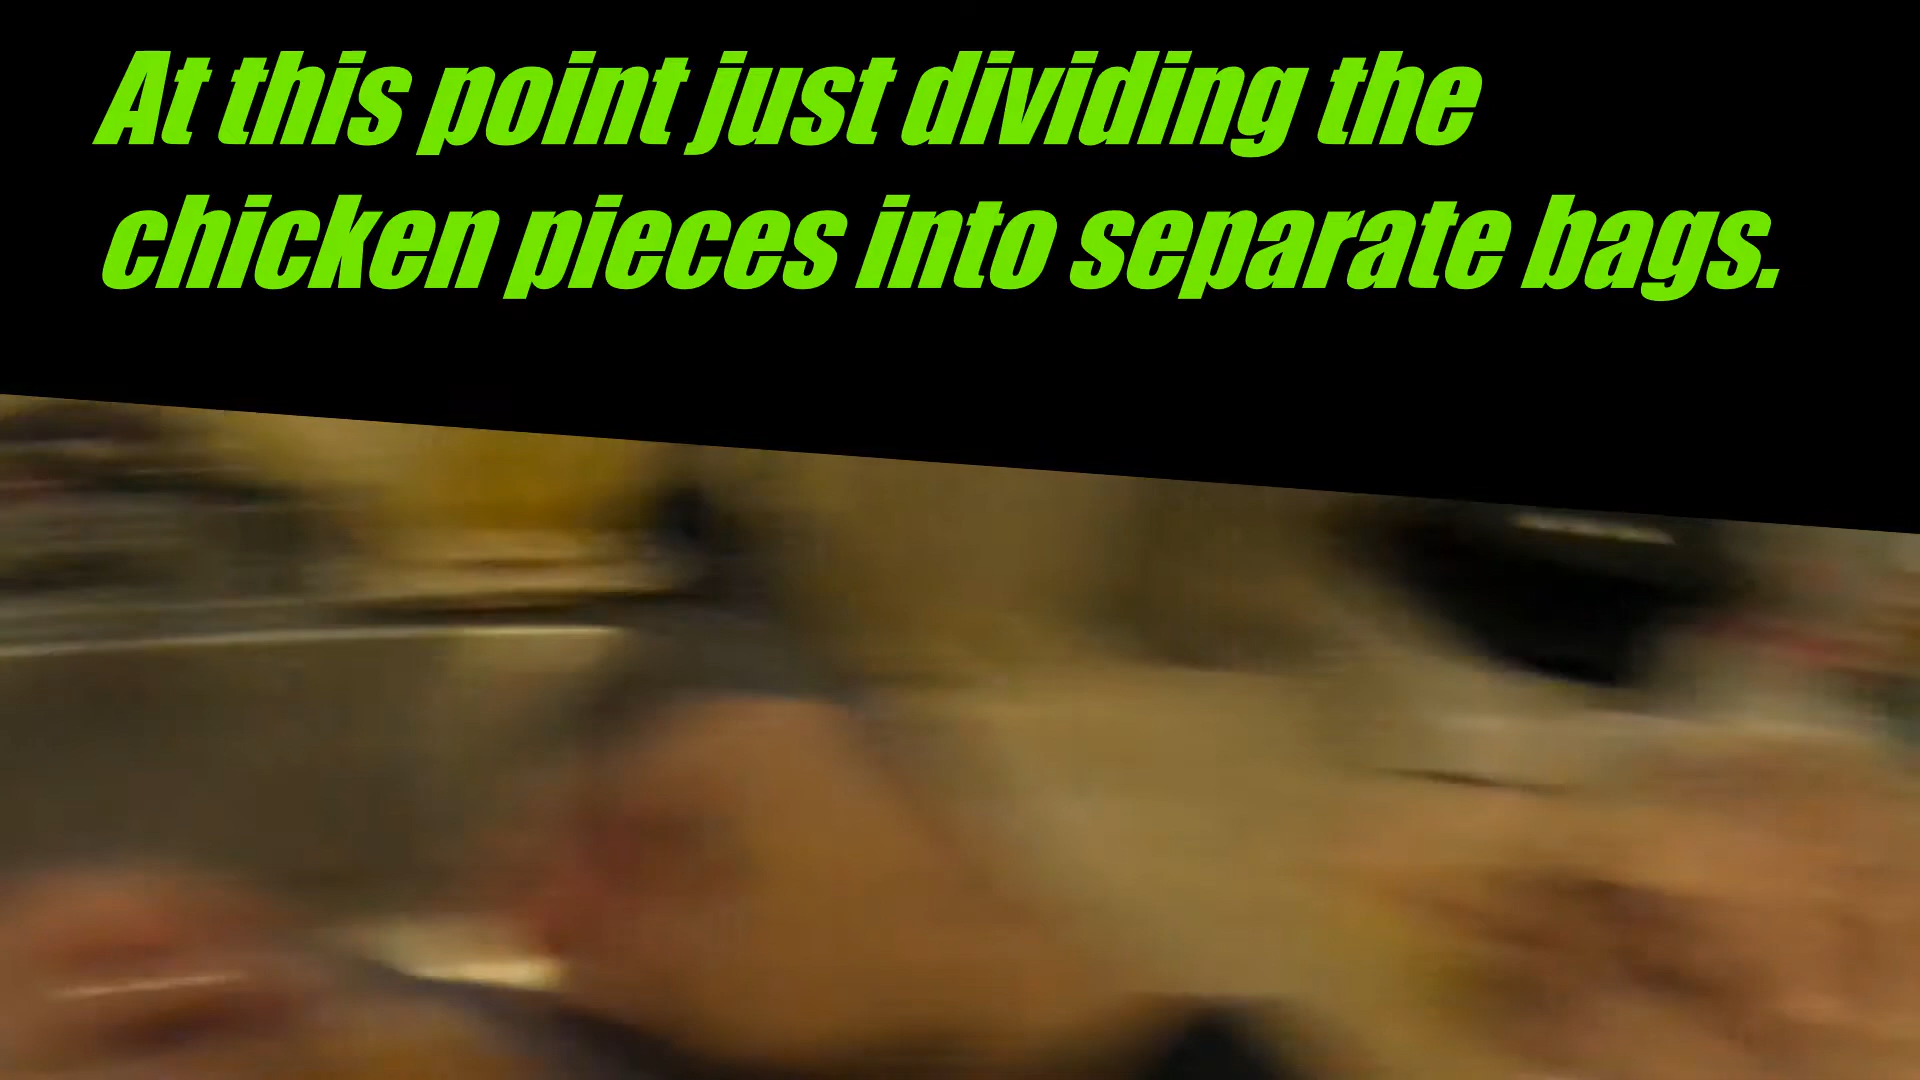 At this point just dividing the
chicken pieces into separate bags.